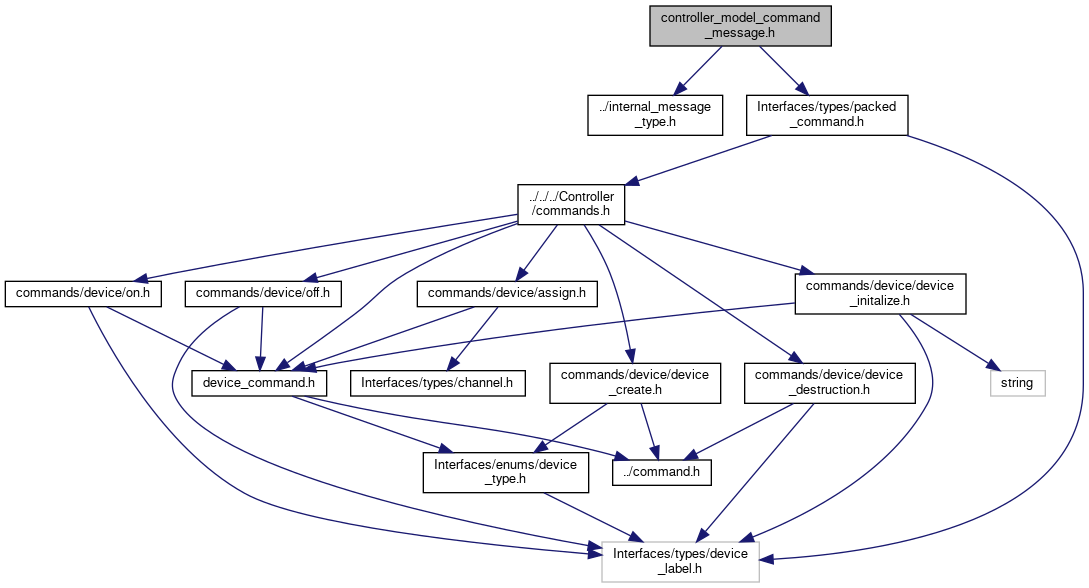 controller_model_command
_message.h
../internal_message
_type.h
Interfaces/types/packed
_command.h
../../../Controller
/commands.h
commands/device/on.h
commands/device/off.h
commands/device/assign.h
commands/device/device
_initalize.h
device_command.h
Interfaces/types/channel.h
commands/device/device
_create.h
commands/device/device
_destruction.h
string
Interfaces/enums/device
_type.h
../command.h
Interfaces/types/device
_label.h